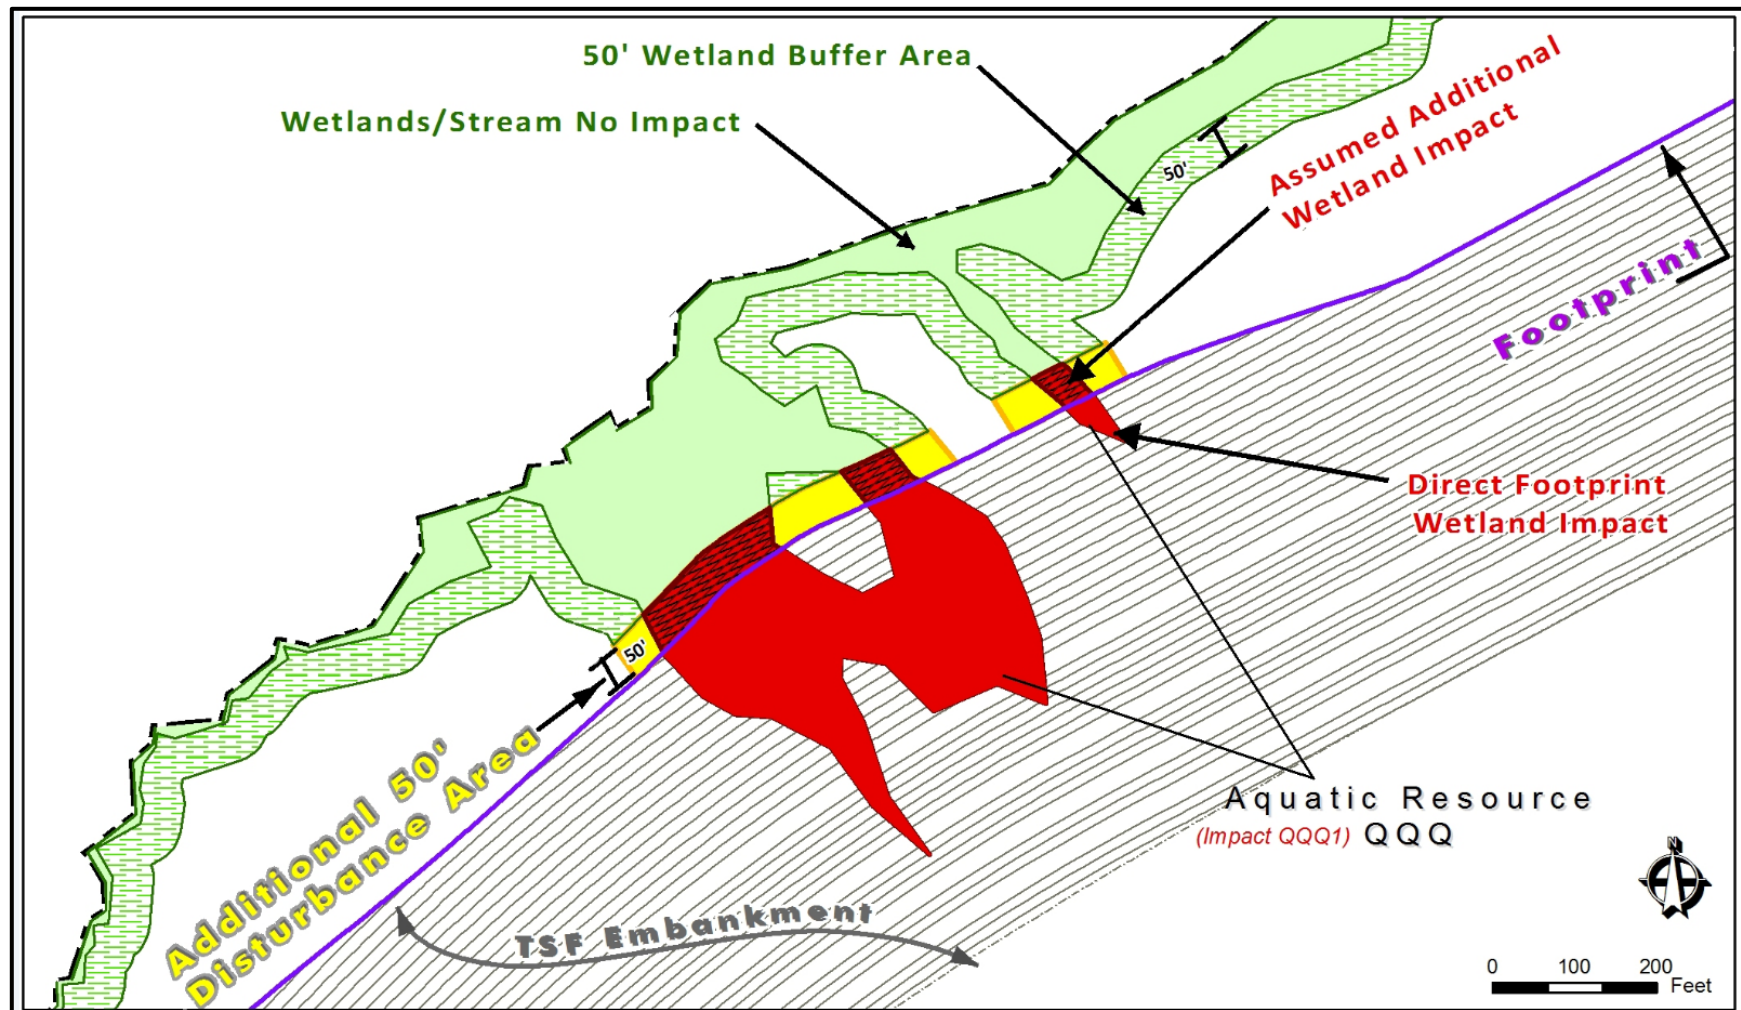 50' Wetland Buffer Area
Wetlands/Stream No Impact
Assumed Additional
Wetland Impact
50'
Footprint
Direct Footprint
Wetland Impact
50'
Additional 50'
Disturbance Area
Aquatic Resource
(Impact QQQ1) QQQ
TSF Embankment
N
0 100 200
Feet